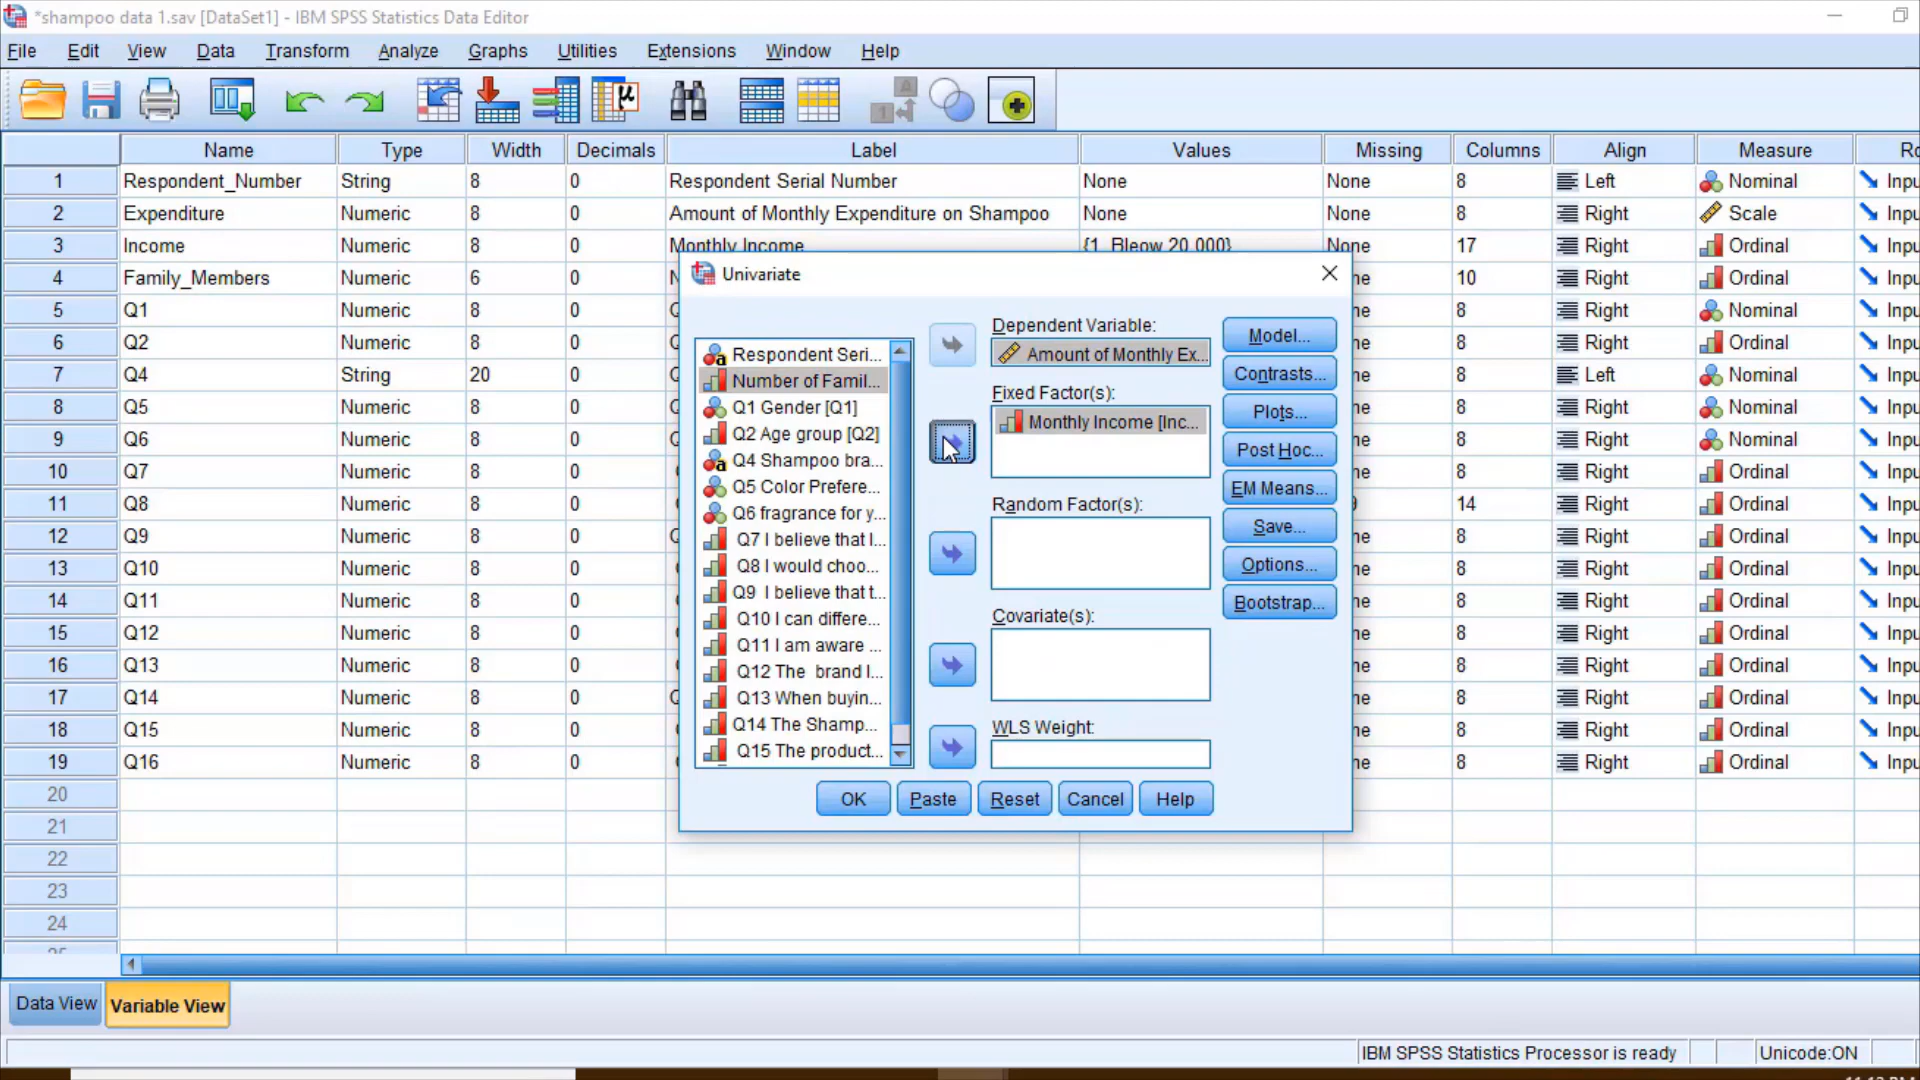 *shampoo data 1.sav [DataSet1] - IBM SPSS Statistics Data Editor
File Edit View Data Transform Analyze Graphs Utilities Extensions Window Help
Name Type Width Decimals Label Values Missing Columns Align Measure
1 Respondent_Number String 8 0 Respondent Serial Number None None 8 Left Nominal
2 Expenditure Numeric 8 0 Amount of Monthly Expenditure on Shampoo None None 8 Right Scale
3 Income Numeric 8 0 Monthly Income {1, Bleow 20,000} None 17 Right Ordinal
4 Family_Members Numeric 6 0 10 Right Ordinal
5 Q1 Numeric 8 0 8 Right Nominal
6 Q2 Numeric 8 0 8 Right Ordinal
7 Q4 String 20 0 8 Left Nominal
8 Q5 Numeric 8 0 8 Right Nominal
9 Q6 Numeric 8 0 8 Right Nominal
10 Q7 Numeric 8 0 8 Right Ordinal
11 Q8 Numeric 8 0 14 Right Ordinal
12 Q9 Numeric 8 0 8 Right Ordinal
13 Q10 Numeric 8 0 8 Right Ordinal
14 Q11 Numeric 8 0 8 Right Ordinal
15 Q12 Numeric 8 0 8 Right Ordinal
16 Q13 Numeric 8 0 8 Right Ordinal
17 Q14 Numeric 8 0 8 Right Ordinal
18 Q15 Numeric 8 0 8 Right Ordinal
19 Q16 Numeric 8 0 8 Right Ordinal
20
21
22
23
24
Univariate
Respondent Seri...
Number of Famil...
Q1 Gender [Q1]
Q2 Age group [Q2]
Q4 Shampoo bra...
Q5 Color Prefere...
Q6 fragrance for y...
Q7 I believe that I...
Q8 I would choo...
Q9 I believe that t...
Q10 I can differe...
Q11 I am aware ...
Q12 The brand I...
Q13 When buyin...
Q14 The Shamp...
Q15 The product...
Dependent Variable:
Amount of Monthly Ex...
Fixed Factor(s):
Monthly Income [Inc...
Random Factor(s):
Covariate(s):
WLS Weight:
Model...
Contrasts...
Plots...
Post Hoc...
EM Means...
Save...
Options...
Bootstrap...
OK Paste Reset Cancel Help
Data View Variable View
IBM SPSS Statistics Processor is ready Unicode:ON